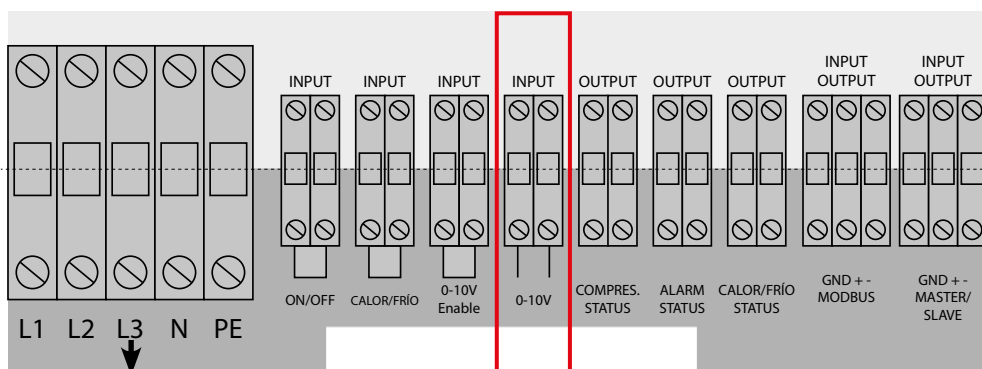 INPUT
INPUT
INPUT
INPUT
OUTPUT
OUTPUT
OUTPUT
INPUT
OUTPUT
INPUT
OUTPUT
ON/OFF
CALOR/FRÍO
0-10V
Enable
0-10V
COMPRES.
STATUS
ALARM
STATUS
CALOR/FRÍO
STATUS
GND + -
MODBUS
GND + -
MASTER/
SLAVE
L1 L2 L3 N PE